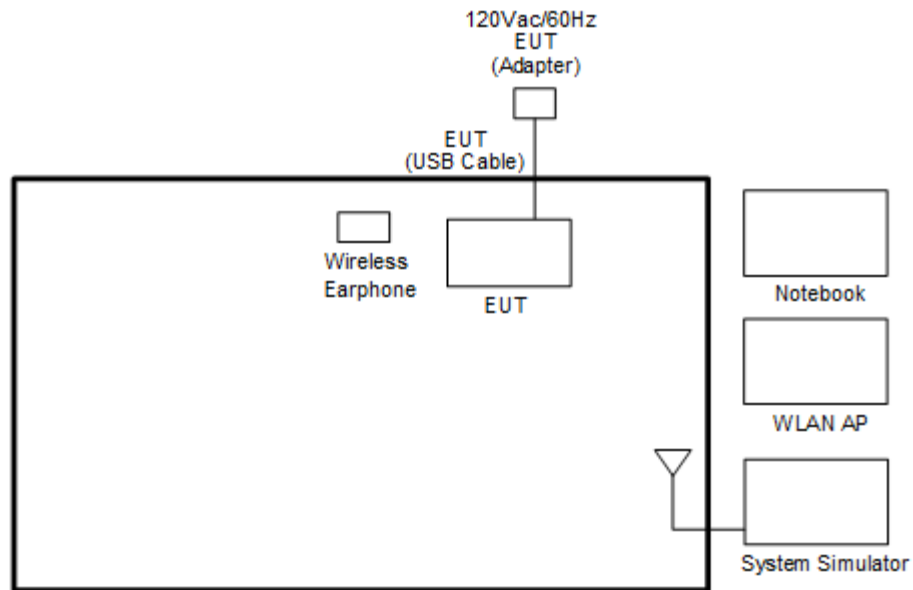 120Vac/60Hz
EUT
(Adapter)
EUT
(USB Cable)
Wireless
Earphone
EUT
Notebook
WLAN AP
System Simulator